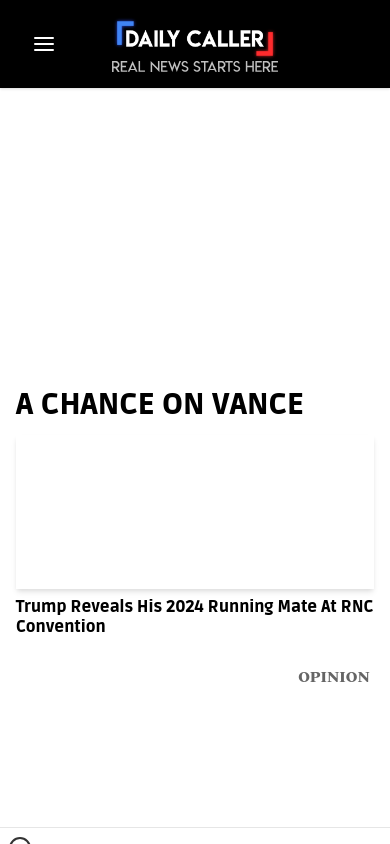 DAILY CALLER
REAL NEWS STARTS HERE
A CHANCE ON VANCE
Trump Reveals His 2024 Running Mate At RNC
Convention
OPINION